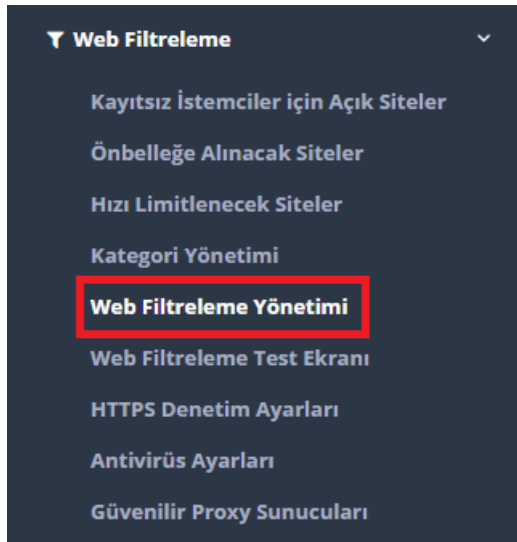 Web Filtreleme
Kayıtsız İstemciler için Açık Siteler
Önbelleğe Alınacak Siteler
Hızı Limitlenecek Siteler
Kategori Yönetimi
Web Filtreleme Yönetimi
Web Filtreleme Test Ekranı
HTTPS Denetim Ayarları
Antivirüs Ayarları
Güvenilir Proxy Sunucuları